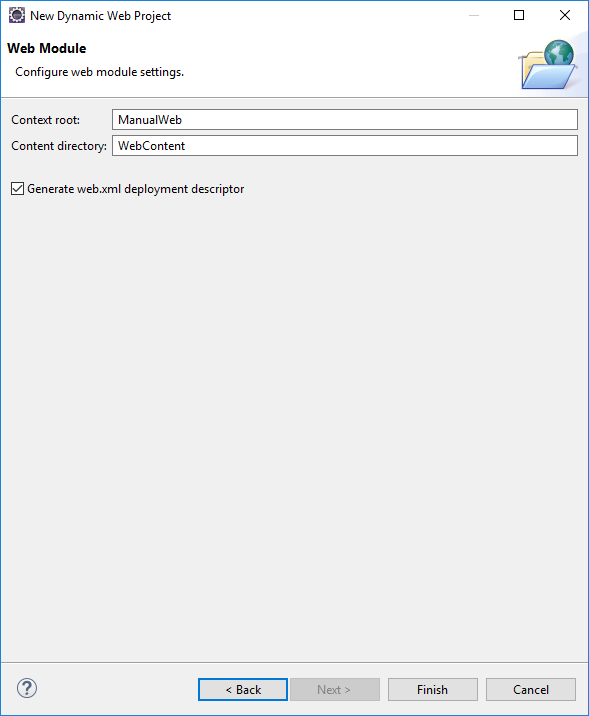 New Dynamic Web Project
Web Module
Configure web module settings.
Context root: ManualWeb
Content directory: WebContent
Generate web.xml deployment descriptor
? < Back Next > Finish Cancel